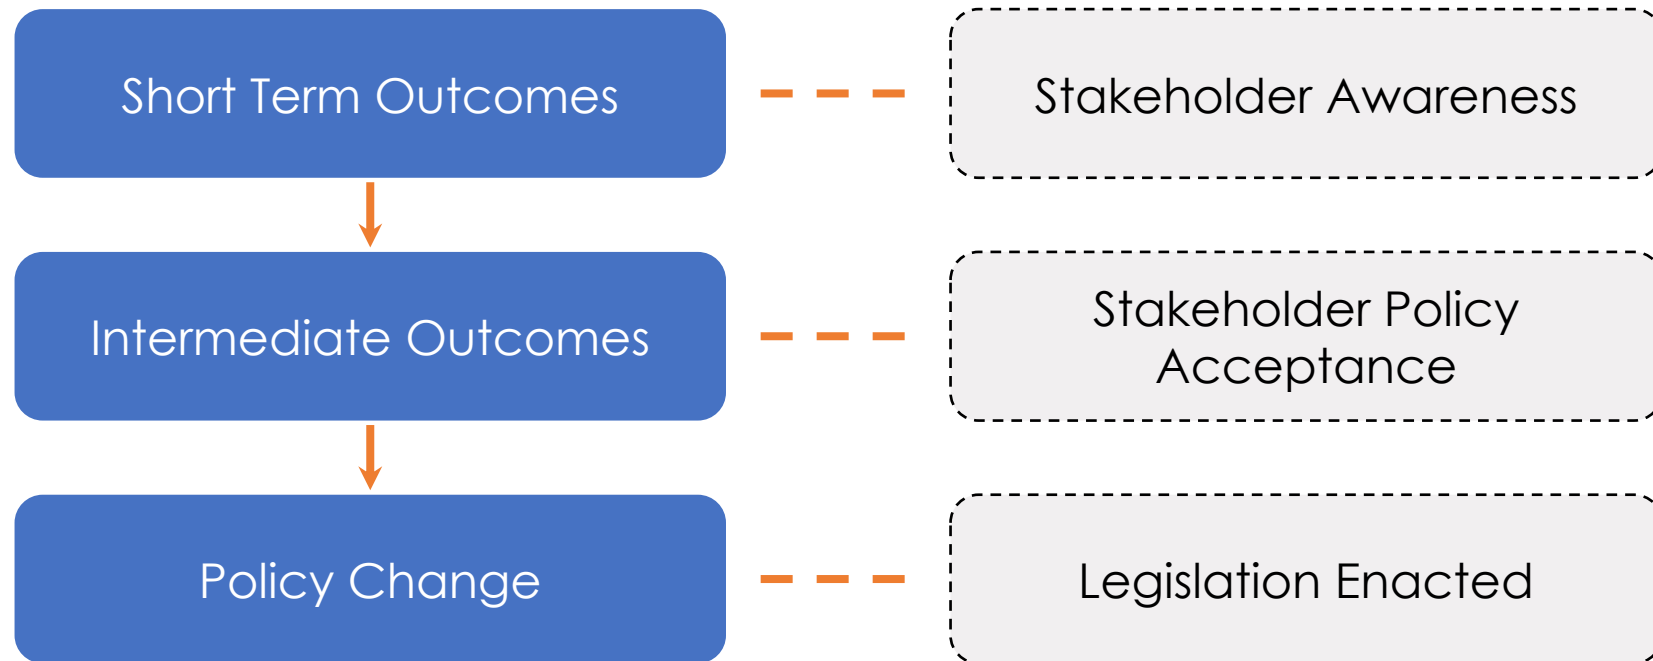 Short Term Outcomes
Stakeholder Awareness
Intermediate Outcomes
Stakeholder Policy
Acceptance
Policy Change
Legislation Enacted